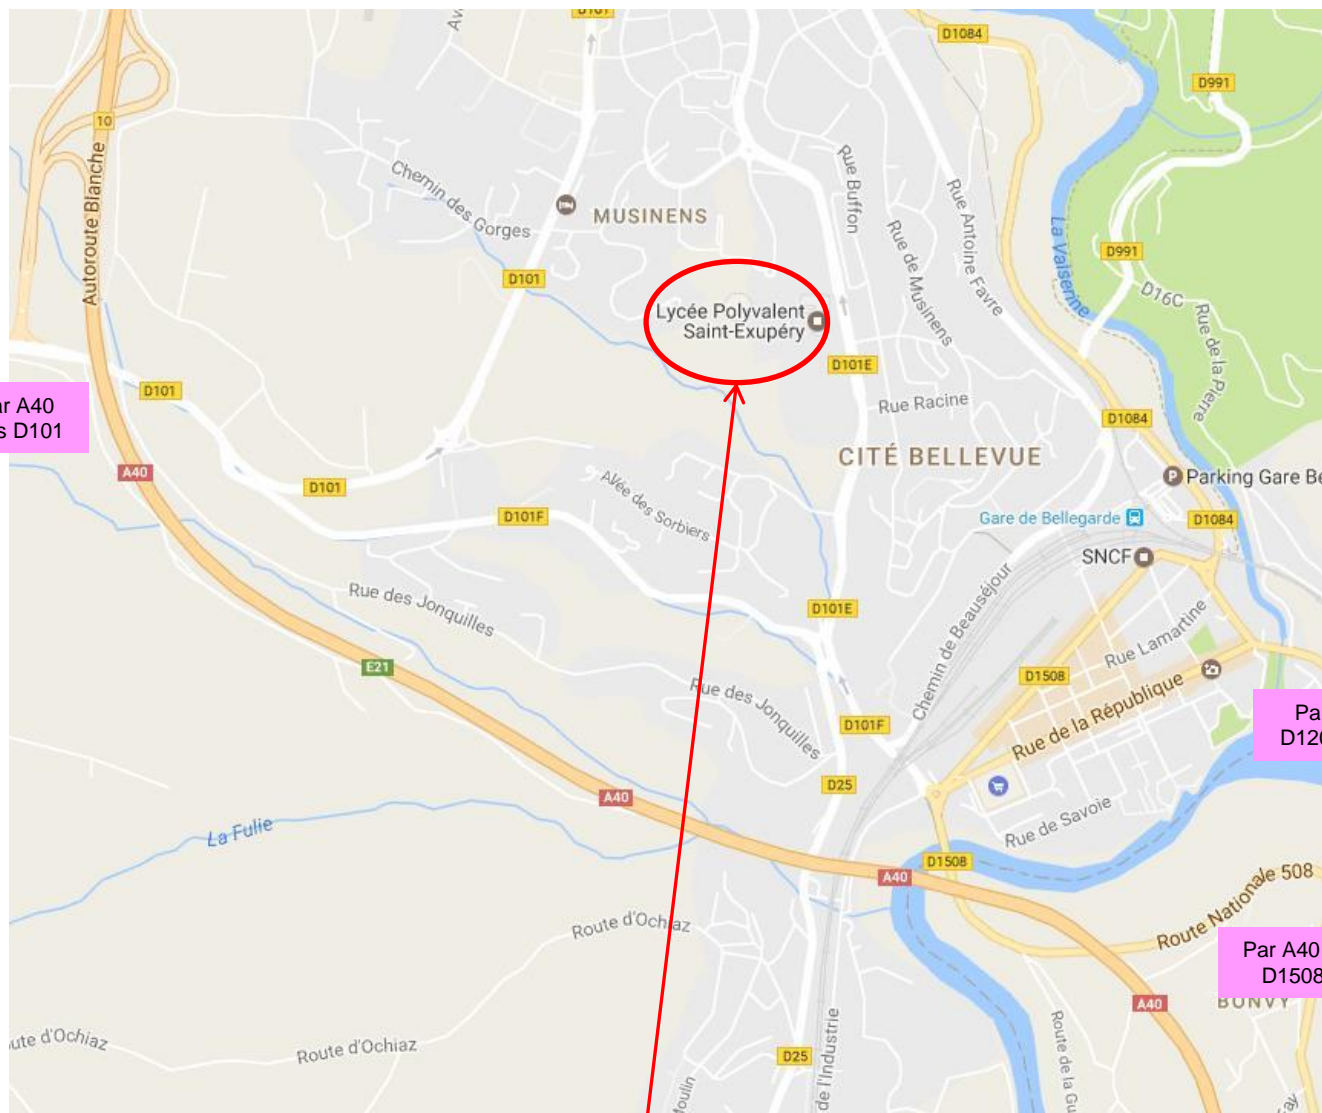 D101
D1084
D991
10
Autoroute Blanche
Chemin des Gorges
MUSINENS
Rue Buffon
Rue de Musinens
Rue Antoine Favre
La Valserine
D991
D16C
Rue de la Pierre
D101
Lycée Polyvalent
Saint-Exupéry
D101E
Rue Racine
D101
A40
D101
D1084
CITÉ BELLEVUE
A40
D101
D101F
Allée des Sorbiers
Parking Gare Be
Gare de Bellegarde
D1084
SNCF
Rue des Jonquilles
D101E
Chemin de Beauséjour
Rue Lamartine
E21
D1508
Rue des Jonquilles
D101F
Rue de la République
D25
A40
La Fulie
Rue de Savoie
D1508
A40
Route Nationale 508
Route d'Ochiaz
Par A40
D1508
BONVY
A40
Route d'Ochiaz
D25
de l'Industrie
Route de la